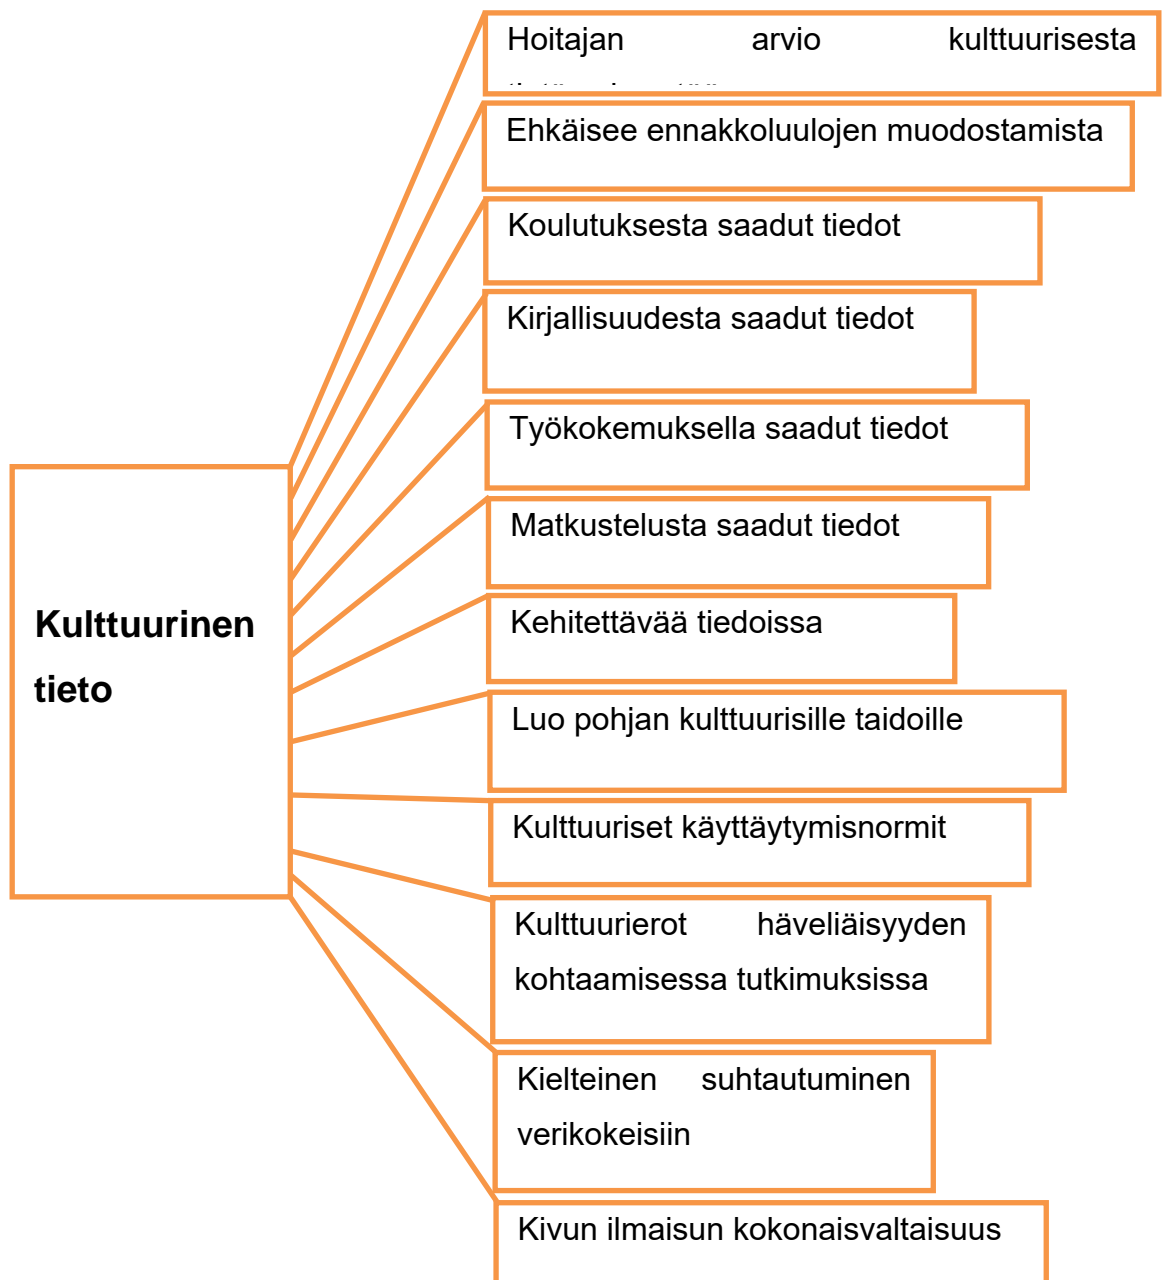 Hoitajan arvio kulttuurisesta
Ehkäisee ennakkoluulojen muodostamista
Koulutuksesta saadut tiedot
Kirjallisuudesta saadut tiedot
Työkokemuksella saadut tiedot
Matkustelusta saadut tiedot
Kulttuurinen
tieto
Kehitettävää tiedoissa
Luo pohjan kulttuurisille taidoille
Kulttuuriset käyttäytymisnormit
Kulttuurierot häveliäisyyden
kohtaamisessa tutkimuksissa
Kielteinen suhtautuminen
verikokeisiin
Kivun ilmaisun kokonaisvaltaisuus